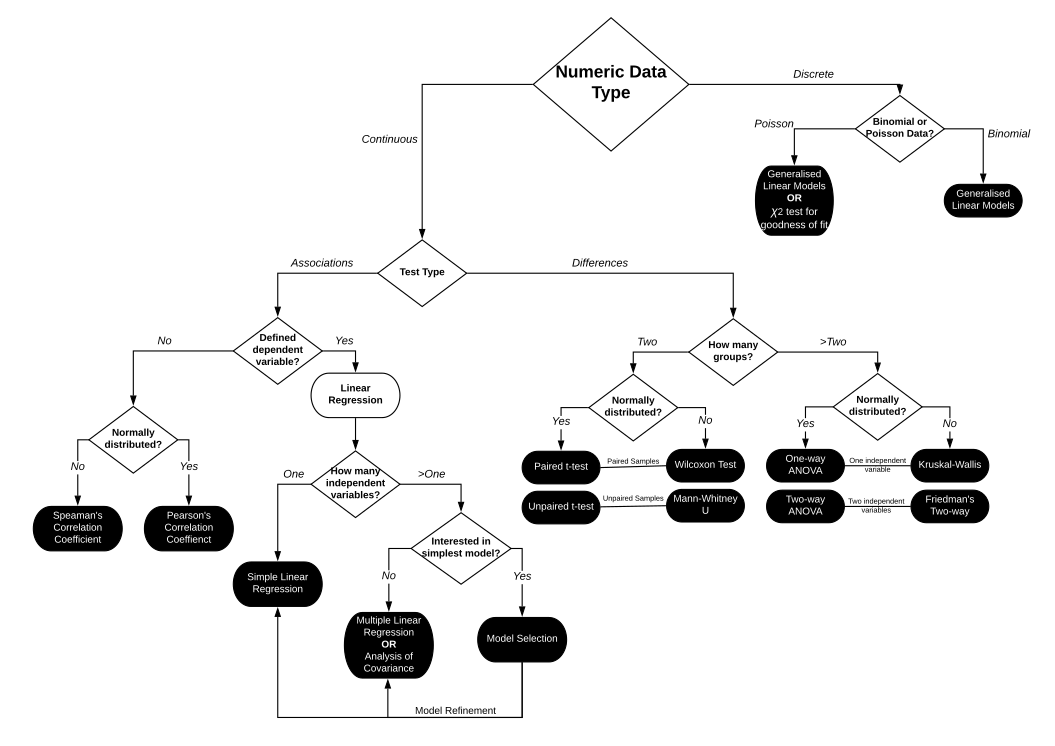 Numeric Data
Type
Discrete
Continuous
Binomial or
Poisson Data?
Poisson
Binomial
Generalised
Linear Models
OR
χ2 test for
goodness of fit
Generalised
Linear Models
Test Type
Associations
Differences
Defined
dependent
variable?
No
Yes
Linear
Regression
How many
groups?
Two
>Two
Normally
distributed?
No
Yes
Speaman's
Correlation
Coefficient
Pearson's
Correlation
Coeffienct
How many
independent
variables?
One
>One
Simple Linear
Regression
Interested in
simplest model?
No
Yes
Multiple Linear
Regression
OR
Analysis of
Covariance
Model Selection
Model Refinement
Normally
distributed?
Yes
No
Paired t-test
Paired Samples
Wilcoxon Test
Unpaired t-test
Unpaired Samples
Mann-Whitney
U
Normally
distributed?
Yes
No
One-way
ANOVA
One independent
variable
Kruskal-Wallis
Two-way
ANOVA
Two independent
variables
Friedman's
Two-way